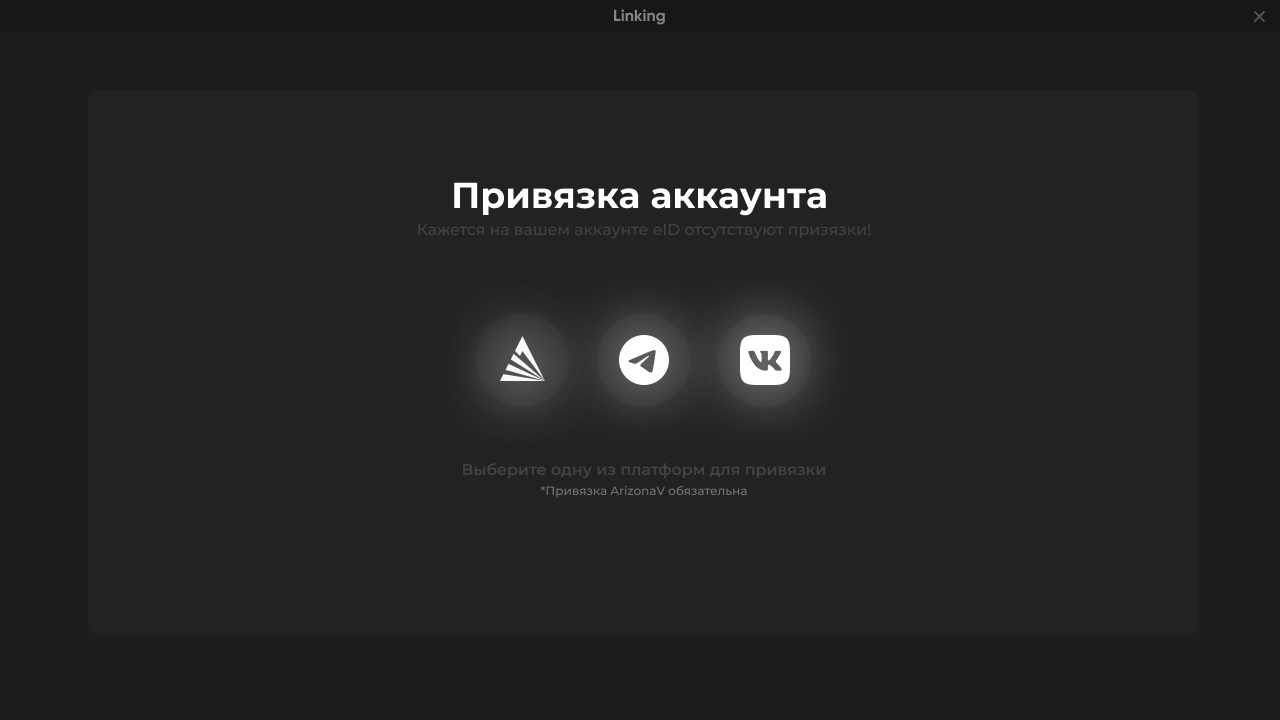 Linking
Привязка аккаунта
Кажется на вашем аккаунте eID отсутствуют призязки!
Выберите одну из платформ для привязки
*Привязка ArizonaV обязательна